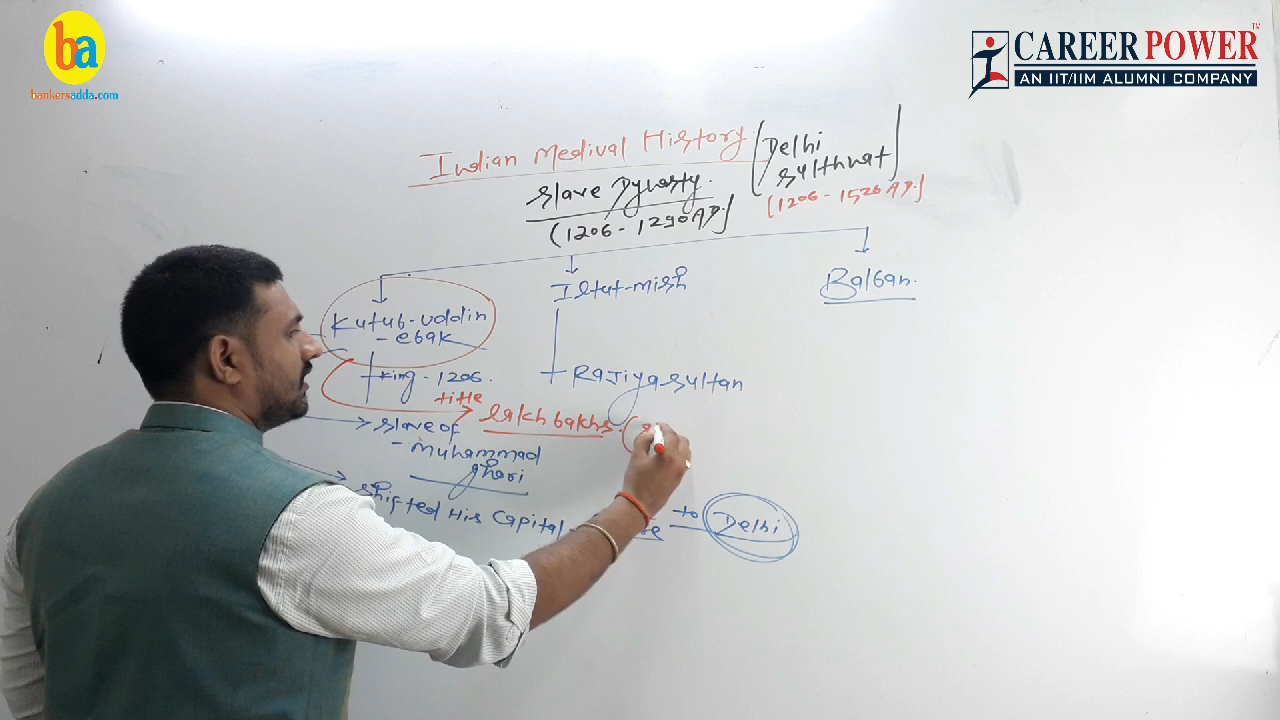 ba
bankersadda.com
CAREER POWER
AN IIT/IIM ALUMNI COMPANY
Indian Medival History [Delhi
Sulthnat]
Slave Dynasty
(1206-1290AD.]
[1206-1526AD.]
Kutub-uddin
-ebak
Iltut-mish
Balban.
King-1206.
Rajiya sultan
title
lakh bakhs. (
Slave of
-Muhammad
ghori
Shifted His Capital
to Delhi